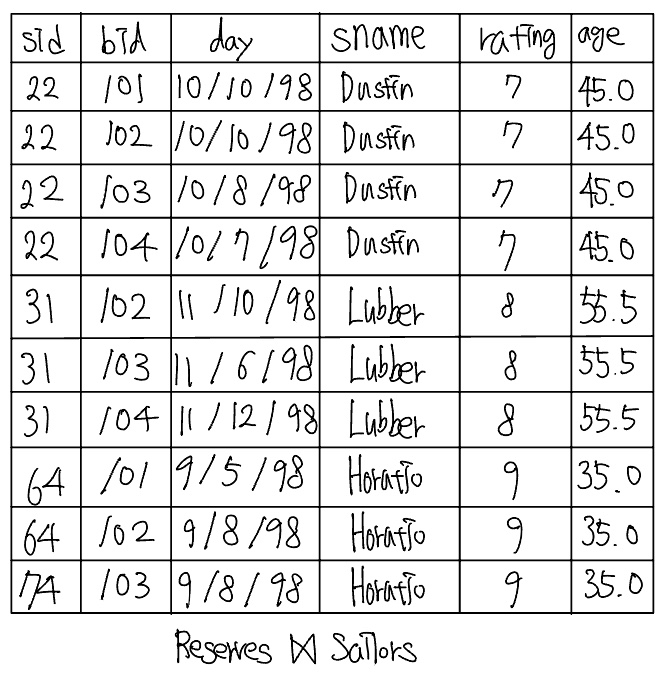 sid bid day sname rating age
22 101 10/10/98 Dustin 7 45.0
22 102 10/10/98 Dustin 7 45.0
22 103 10/8/98 Dustin 7 45.0
22 104 10/7/98 Dustin 7 45.0
31 102 11/10/98 Lubber 8 55.5
31 103 11/6/98 Lubber 8 55.5
31 104 11/12/98 Lubber 8 55.5
64 101 9/5/98 Horatio 9 35.0
64 102 9/8/98 Horatio 9 35.0
74 103 9/8/98 Horatio 9 35.0
Reserves ⋈ Sailors